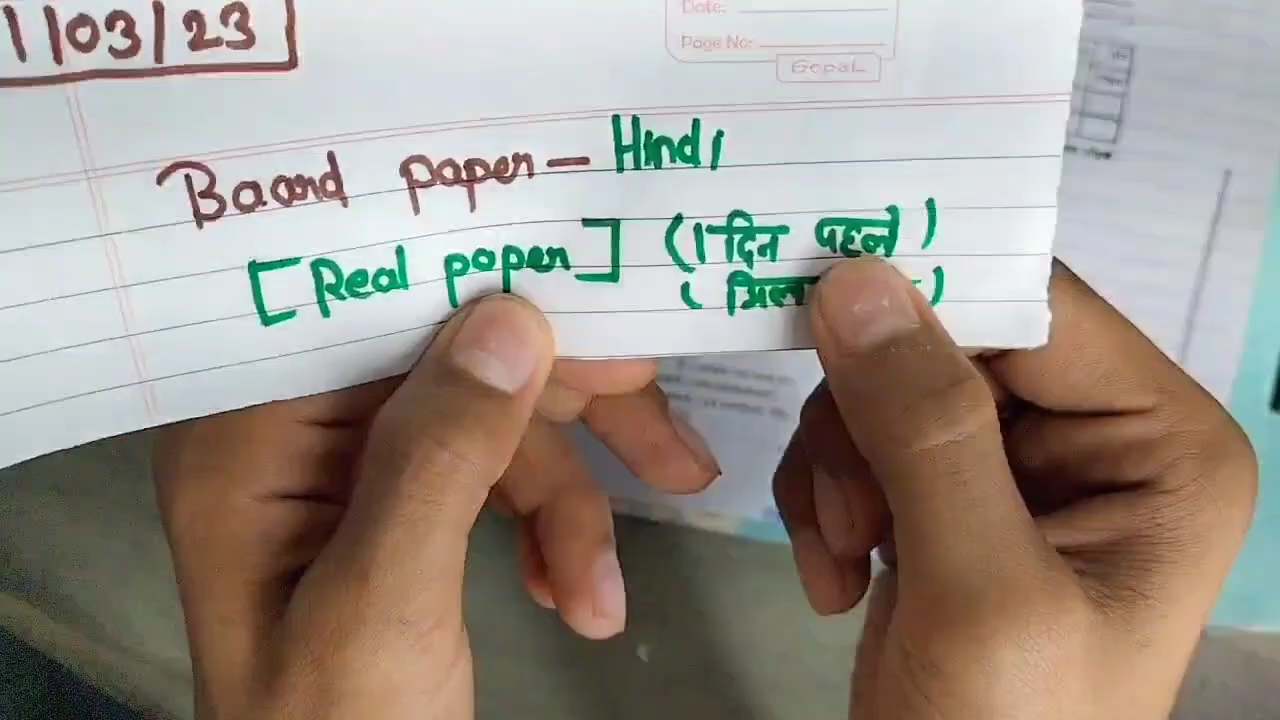 1/03/23
Date:
Page No:
Gopal
Board paper - Hindi
[Real paper] (1 दिन पहले)